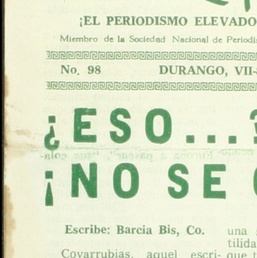 ¡EL PERIODISMO ELEVADO
Miembro de la Sociedad Nacional de
No. 98 DURANGO, VII-
¿ESO...?
¡NO SE
Escribe: Barcia Bis, Co.
Covarrubias, aquel escri-
una
tilida
que t